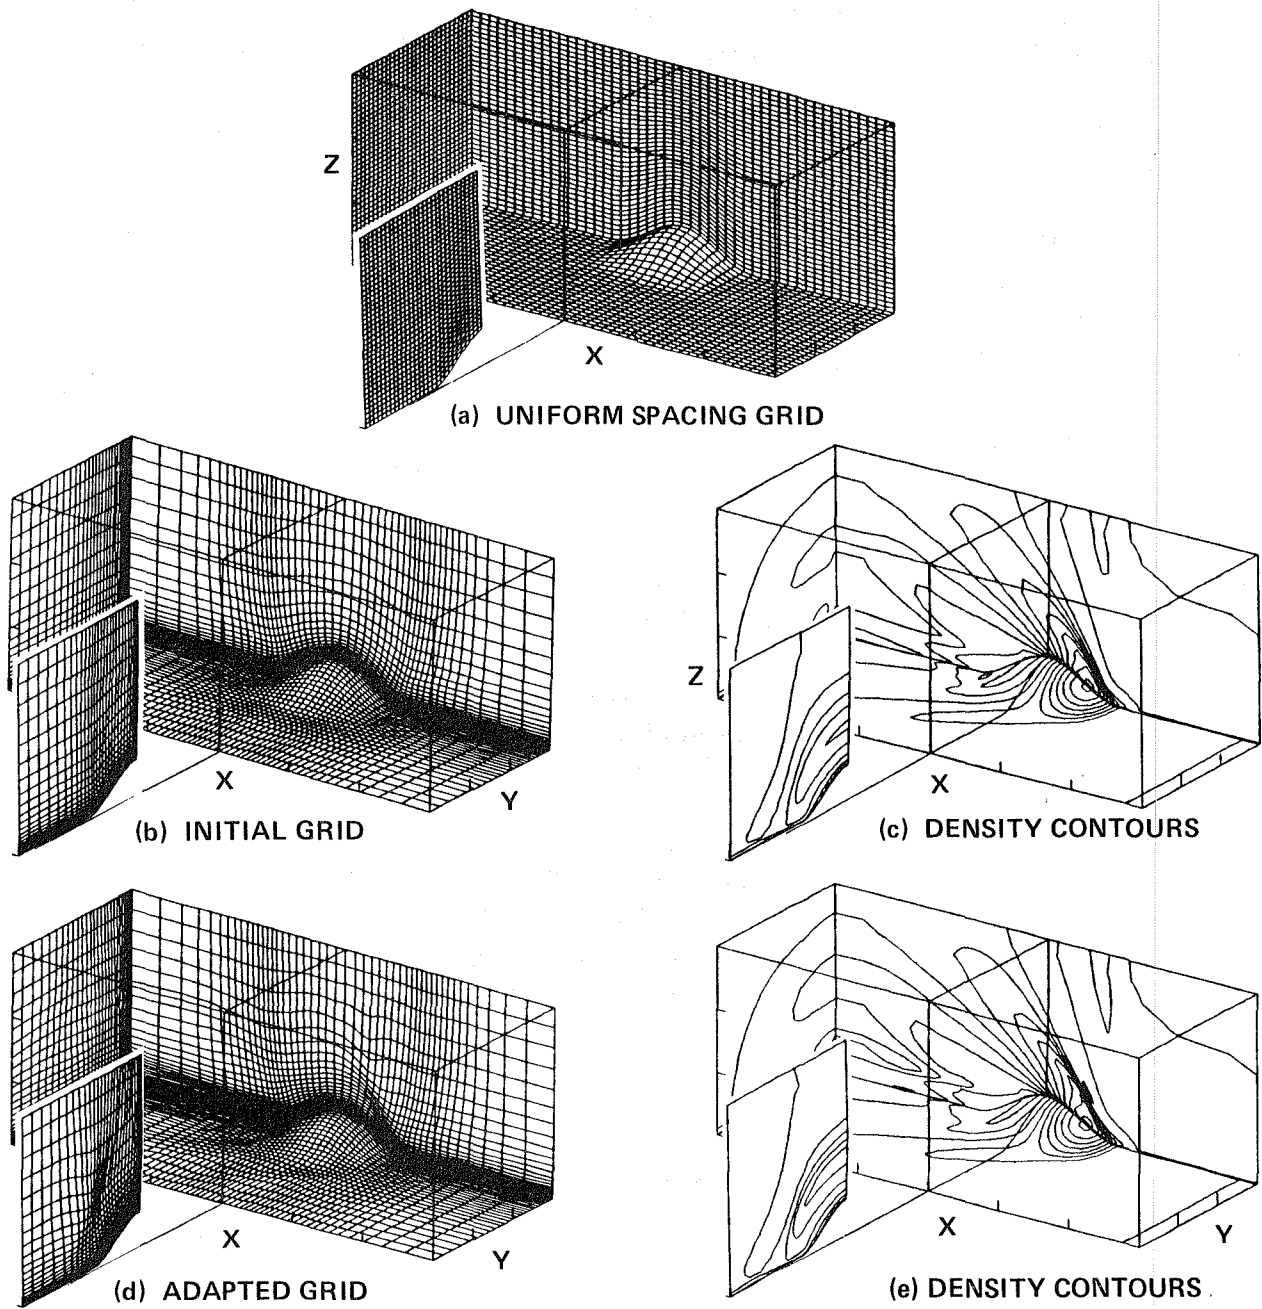 Z
X
(a) UNIFORM SPACING GRID
X
Y
(b) INITIAL GRID
Z
X
(c) DENSITY CONTOURS
X
Y
(d) ADAPTED GRID
X
Y
(e) DENSITY CONTOURS